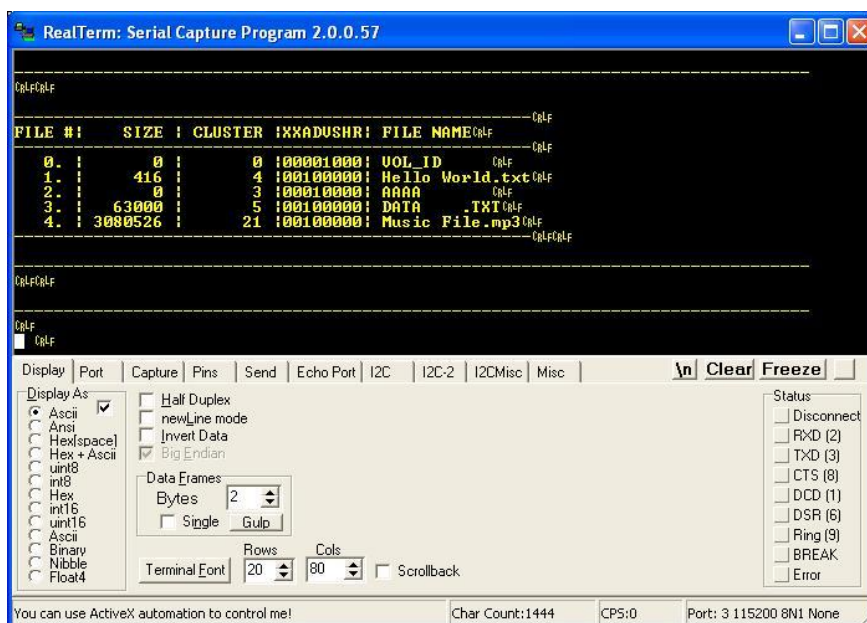 RealTerm: Serial Capture Program 2.0.0.57
CRLFCRLF
CRLF
FILE #¦ SIZE ¦ CLUSTER ¦XXADVSHR¦ FILE NAMECRLF
CRLF
0. ¦ 0 ¦ 0 ¦00001000¦ VOL_ID CRLF
1. ¦ 416 ¦ 4 ¦00100000¦ Hello World.txtCRLF
2. ¦ 0 ¦ 3 ¦00010000¦ AAAA CRLF
3. ¦ 63000 ¦ 5 ¦00100000¦ DATA .TXTCRLF
4. ¦ 3080526 ¦ 21 ¦00100000¦ Music File.mp3CRLF
CRLFCRLF
CRLFCRLF
CRLF
CRLF
Display Port Capture Pins Send Echo Port I2C I2C-2 I2CMisc Misc \n Clear Freeze
Display As
Ascii
Ansi
Hex[space]
Hex + Ascii
uint8
int8
Hex
int16
uint16
Ascii
Binary
Nibble
Float4
Half Duplex
newLine mode
Invert Data
Big Endian
Data Frames
Bytes 2
Single Gulp
Rows Cols
Terminal Font 20 80 Scrollback
Status
Disconnect
RXD (2)
TXD (3)
CTS (8)
DCD (1)
DSR (6)
Ring (9)
BREAK
Error
You can use ActiveX automation to control me! Char Count:1444 CPS:0 Port: 3 115200 8N1 None